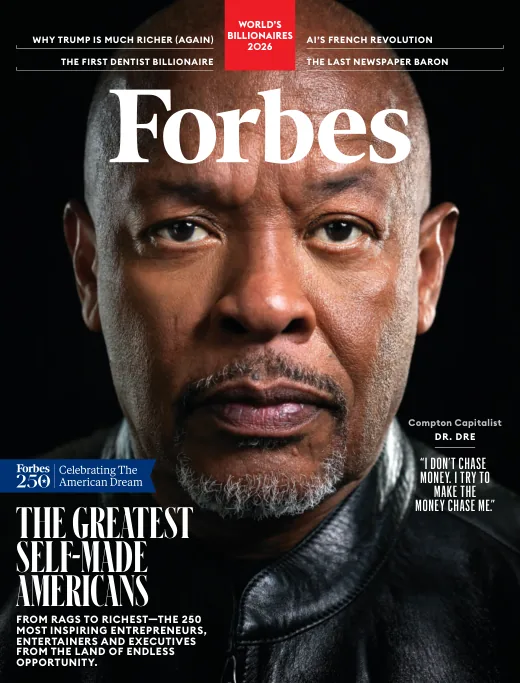 WORLD'S
BILLIONAIRES
2026
WHY TRUMP IS MUCH RICHER (AGAIN)
THE FIRST DENTIST BILLIONAIRE
AI'S FRENCH REVOLUTION
THE LAST NEWSPAPER BARON
Forbes
Compton Capitalist
DR. DRE
“I DON'T CHASE
MONEY. I TRY TO
MAKE THE
MONEY CHASE ME.”
Forbes
250
Celebrating The
American Dream
THE GREATEST
SELF-MADE
AMERICANS
FROM RAGS TO RICHEST—THE 250
MOST INSPIRING ENTREPRENEURS,
ENTERTAINERS AND EXECUTIVES
FROM THE LAND OF ENDLESS
OPPORTUNITY.